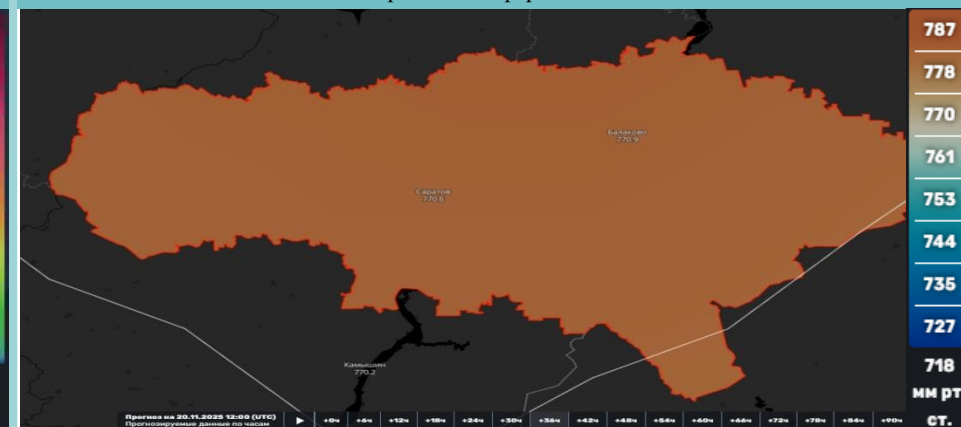 787
778
770
761
753
744
735
727
718
мм рт
ст.
Балаково
770.9
Саратов
770.6
Камышин
770.2
Прогноз на 20.11.2025 12:00 (UTC)
Прогнозируемые данные по часам
+0ч +6ч +12ч +18ч +24ч +30ч +36ч +42ч +48ч +54ч +60ч +66ч +72ч +78ч +84ч +90ч